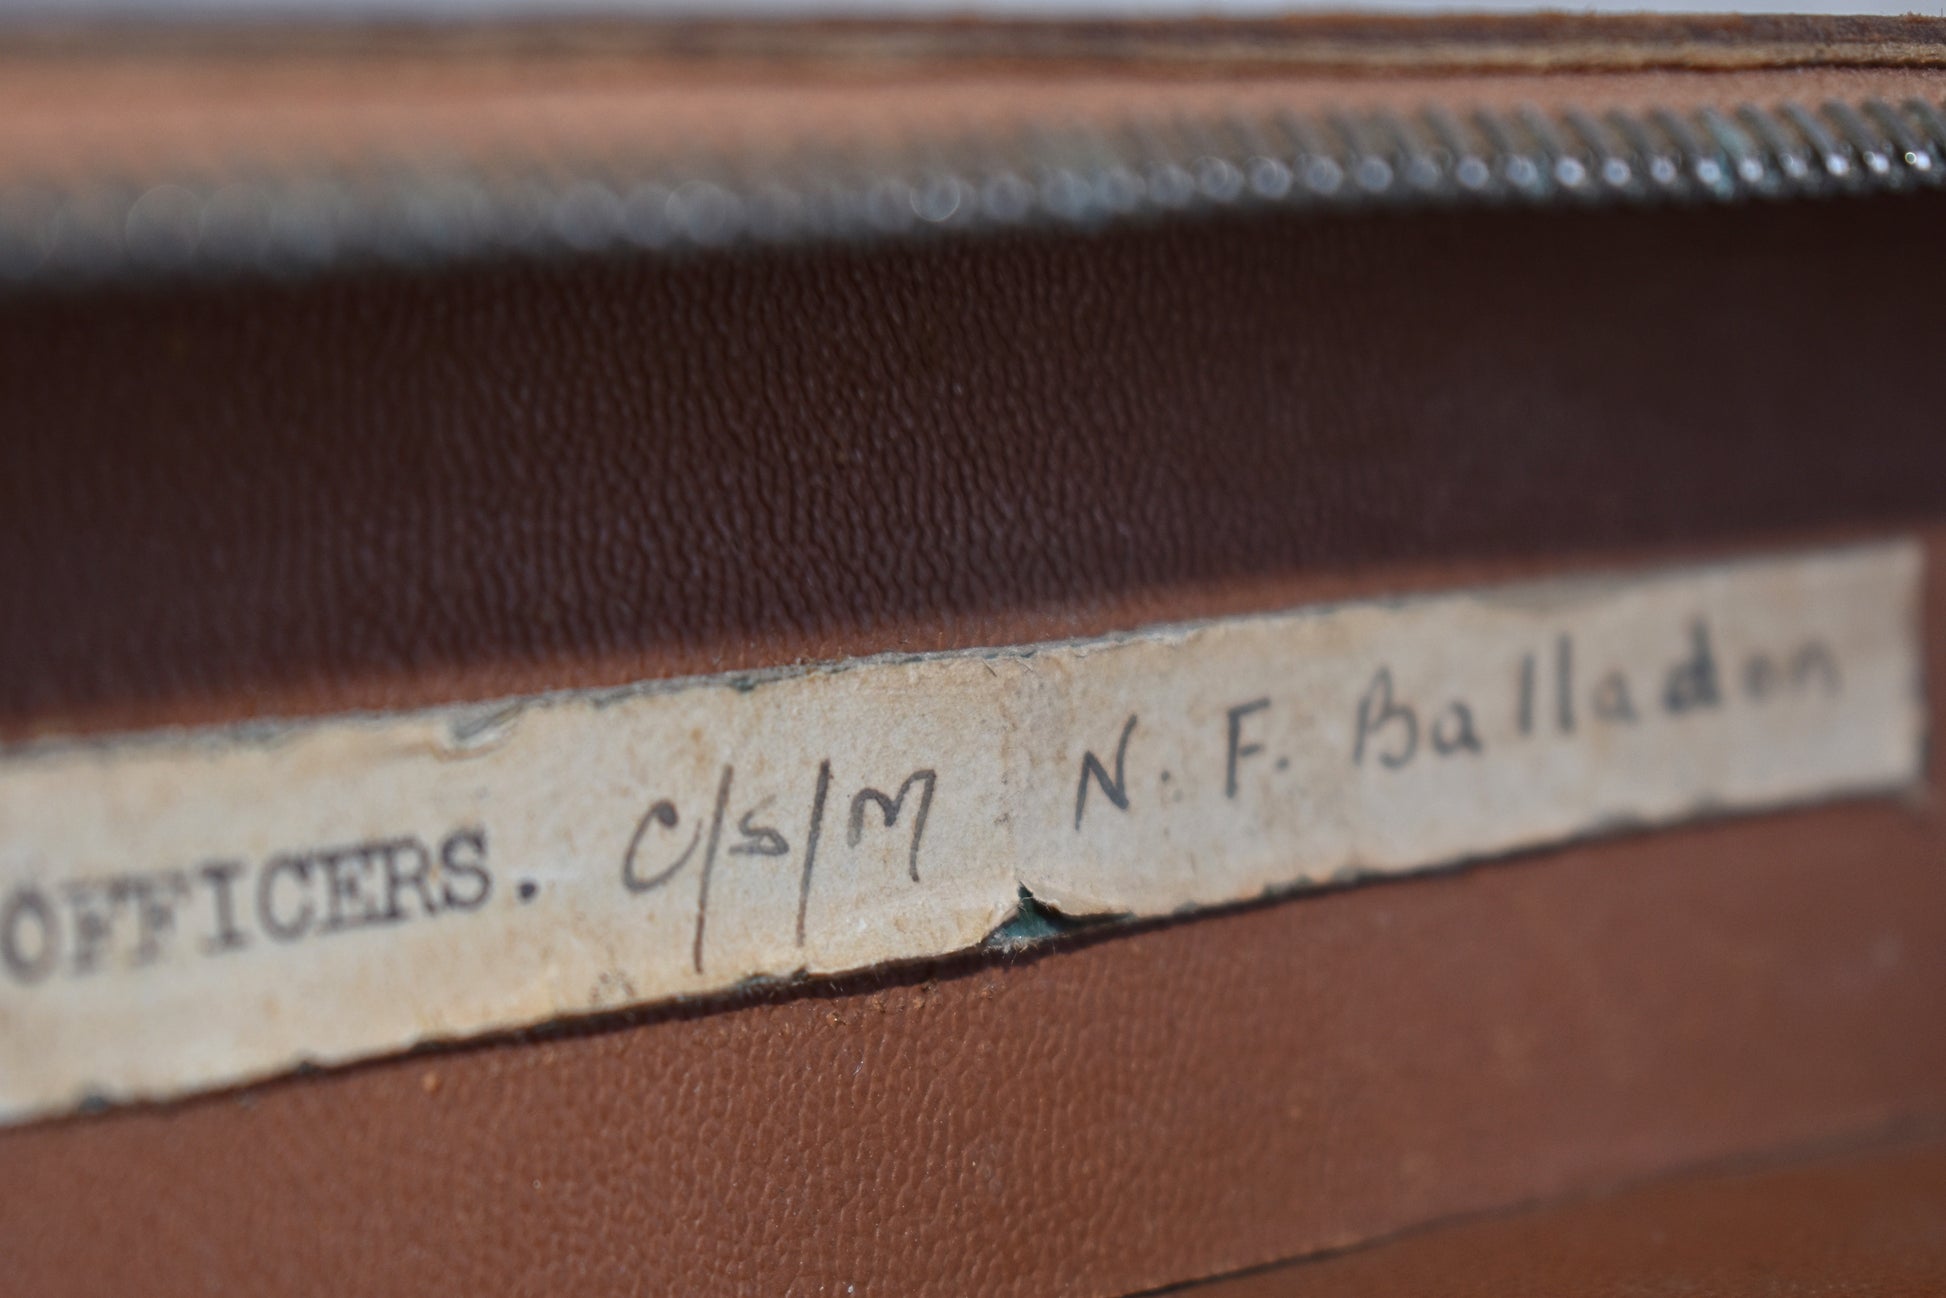 OFFICERS. C/S/M N. F. Balladon